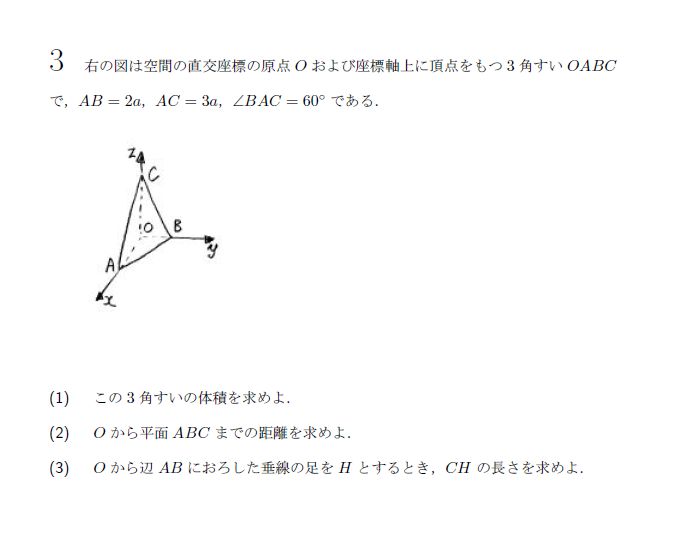 3 右の図は空間の直交座標の原点 O および座標軸上に頂点をもつ 3 角すい OABC
で，AB = 2a，AC = 3a，∠BAC = 60° である．
z
C
O
B
y
A
x
(1) この 3 角すいの体積を求めよ．
(2) O から平面 ABC までの距離を求めよ．
(3) O から辺 AB におろした垂線の足を H とするとき，CH の長さを求めよ．